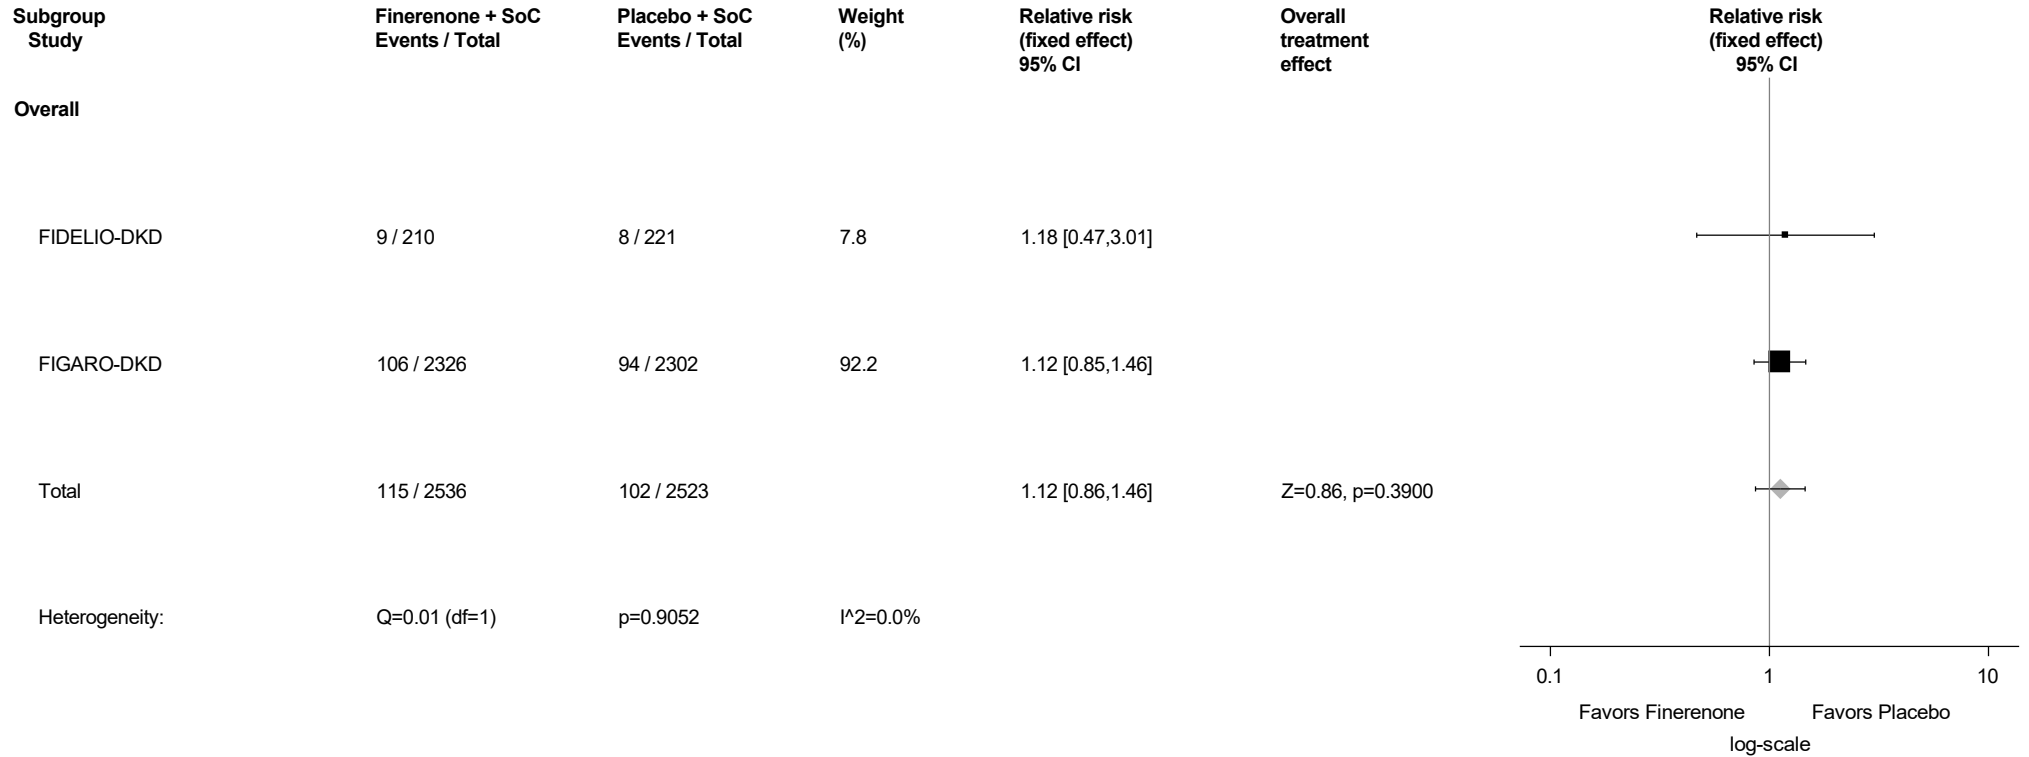 Subgroup Finerenone + SoC Placebo + SoC Weight Relative risk Overall Relative risk
Study Events / Total Events / Total (%) (fixed effect) treatment (fixed effect)
95% CI effect 95% CI
Overall
FIDELIO-DKD 9 / 210 8 / 221 7.8 1.18 [0.47,3.01]
FIGARO-DKD 106 / 2326 94 / 2302 92.2 1.12 [0.85,1.46]
Total 115 / 2536 102 / 2523 1.12 [0.86,1.46] Z=0.86, p=0.3900
Heterogeneity: Q=0.01 (df=1) p=0.9052 I^2=0.0%
0.1 1 10
Favors Finerenone Favors Placebo
log-scale